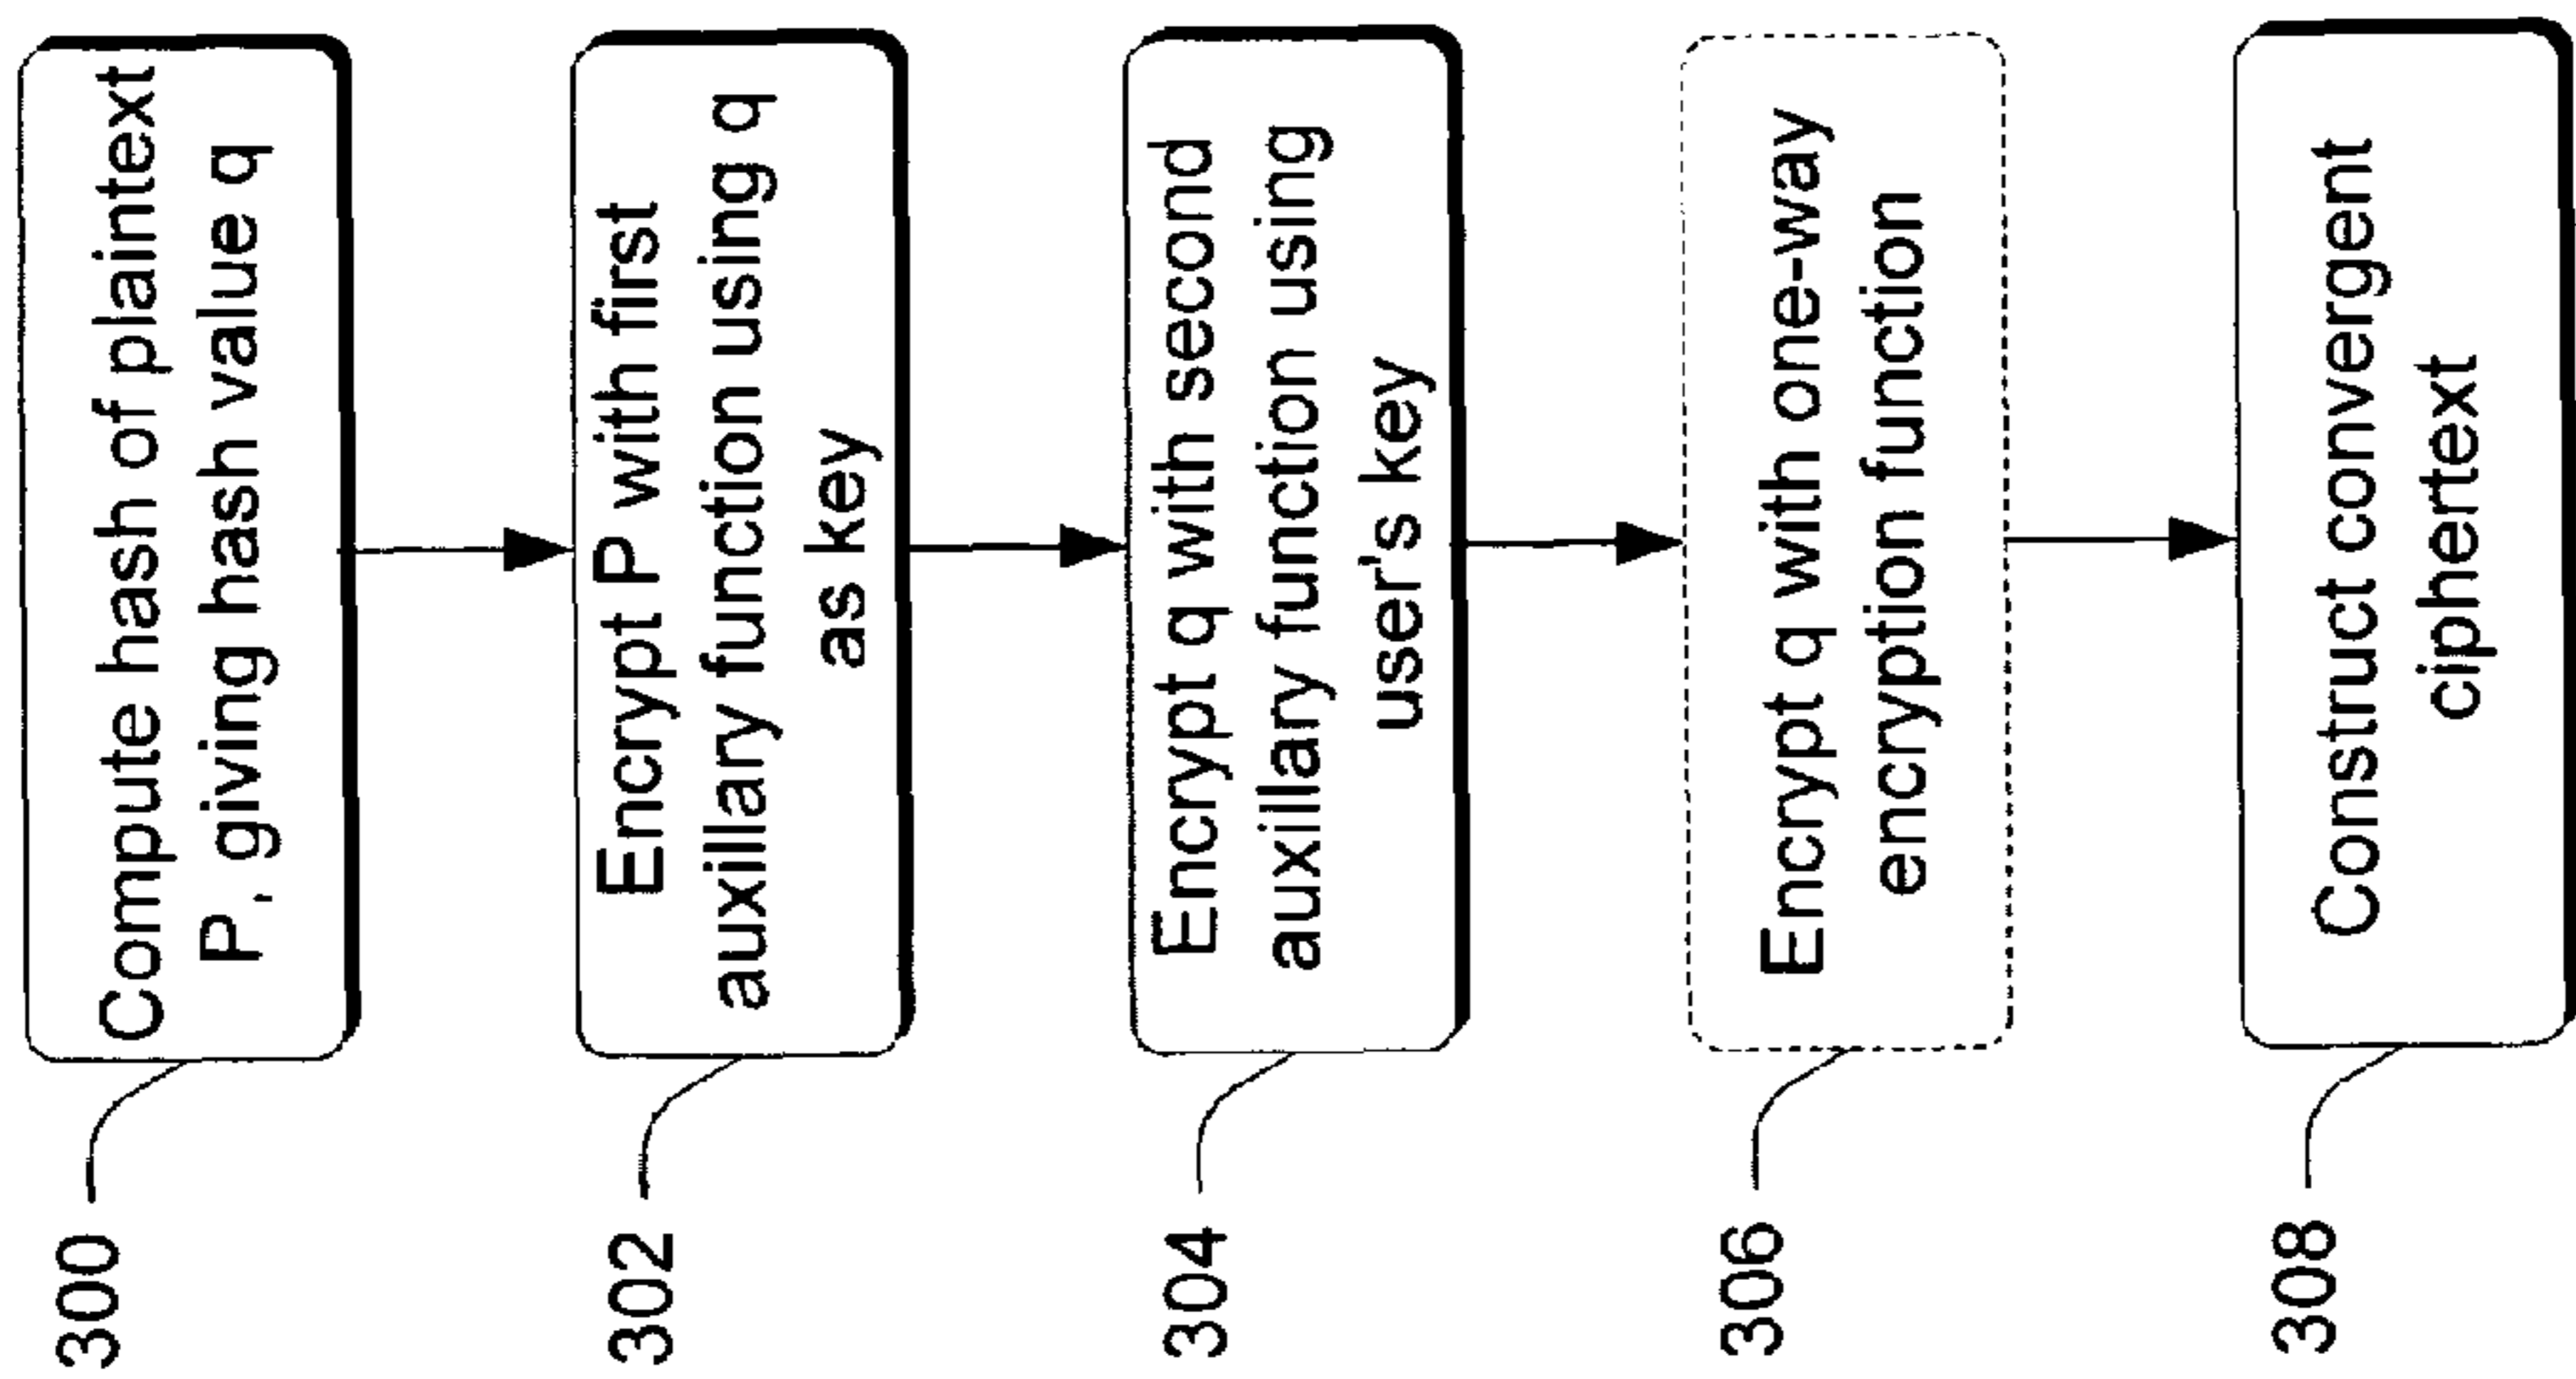 300
Compute hash of plaintext
P, giving hash value q
302
Encrypt P with first
auxillary function using q
as key
304
Encrypt q with second
auxillary function using
user's key
306
Encrypt q with one-way
encryption function
308
Construct convergent
ciphertext